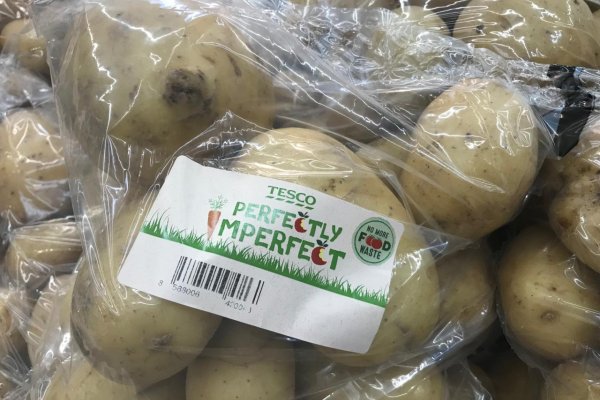 TESCO
PERFECTLY
IMPERFECT
NO MORE
FOOD
WASTE